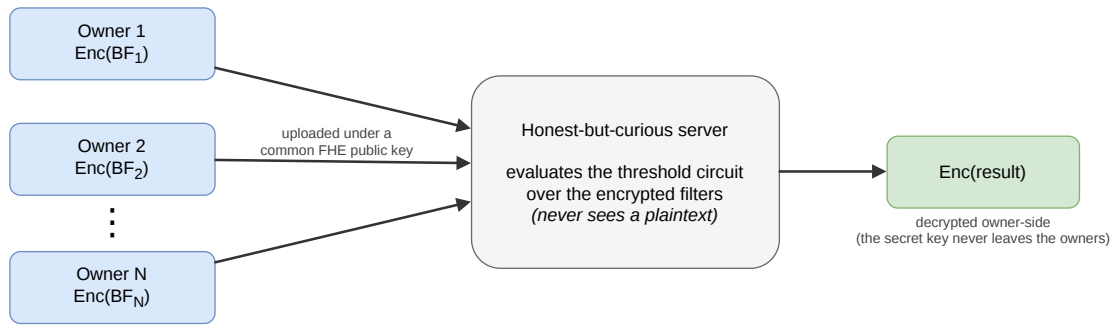 Owner 1
Enc(BF₁)
Owner 2
Enc(BF₂)
⋮
Owner N
Enc(BF_N)
uploaded under a
common FHE public key
Honest-but-curious server
evaluates the threshold circuit
over the encrypted filters
(never sees a plaintext)
Enc(result)
decrypted owner-side
(the secret key never leaves the owners)